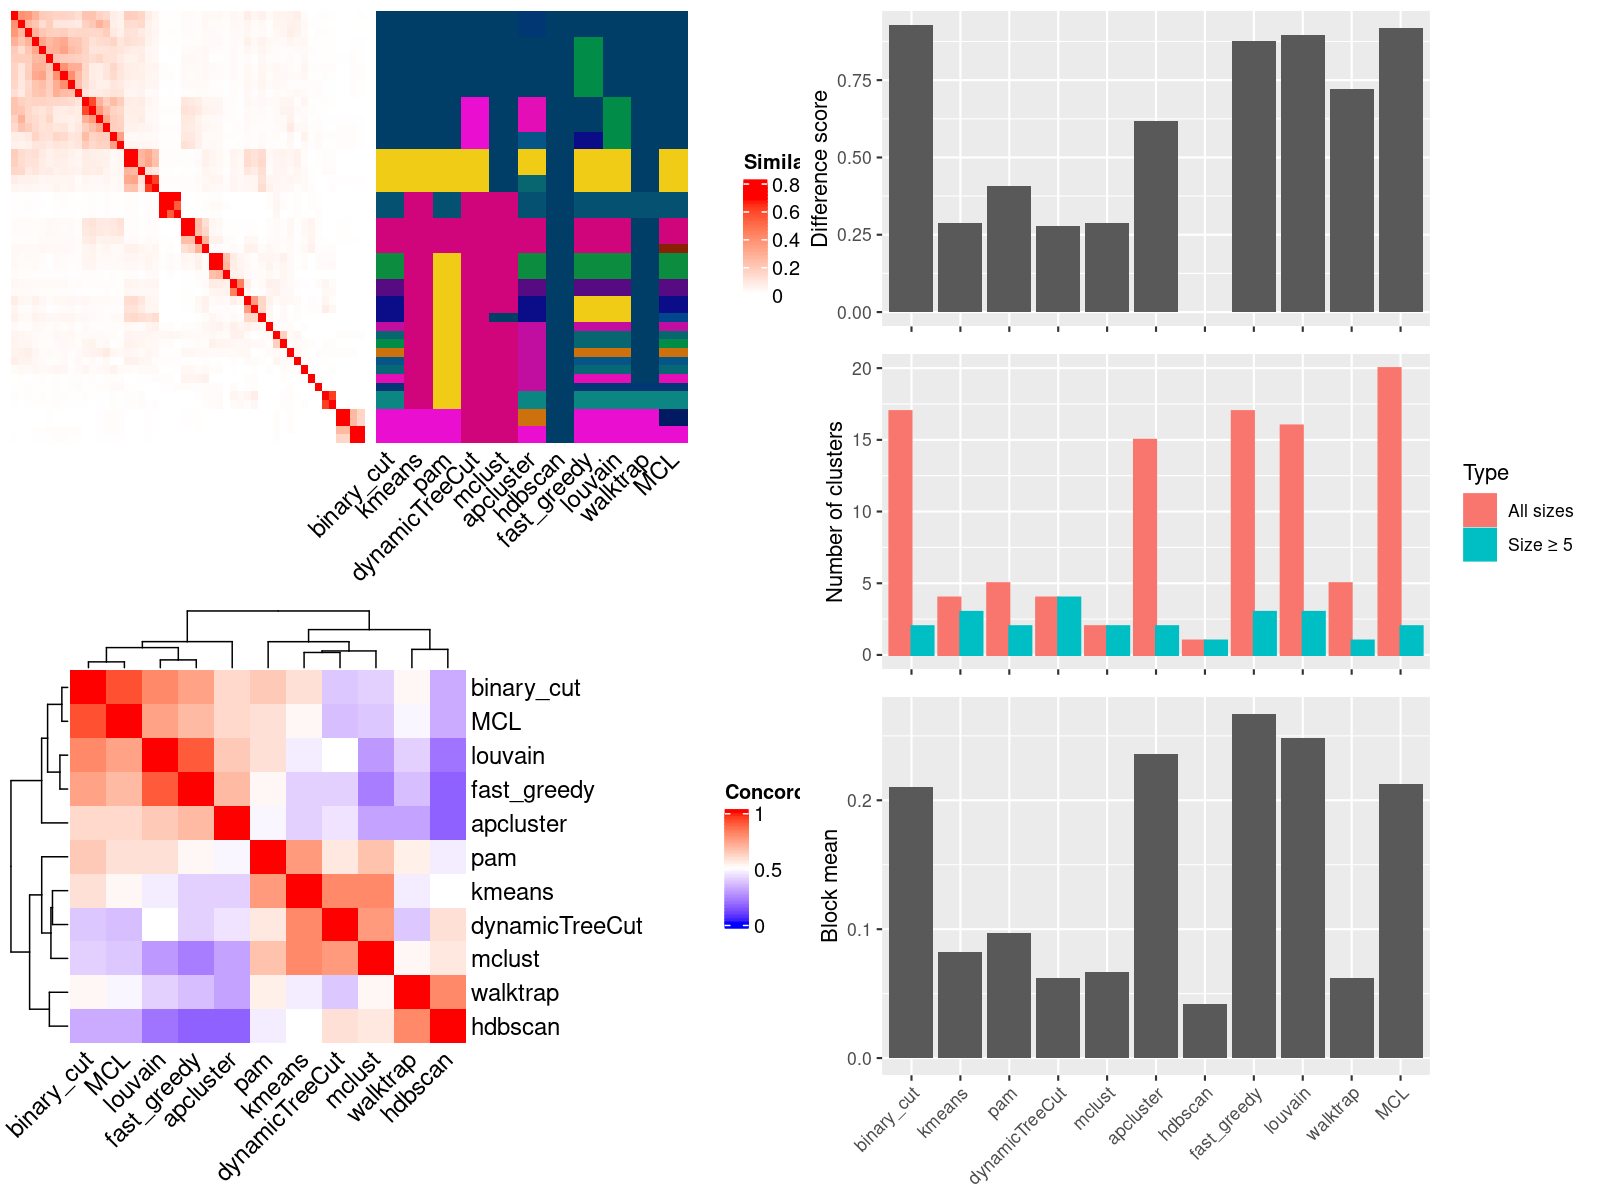 Simila
0.8
0.6
0.4
0.2
0
binary_cut
kmeans
pam
dynamicTreeCut
mclust
apcluster
hdbscan
fast_greedy
louvain
walktrap
MCL
binary_cut
MCL
louvain
fast_greedy
apcluster
pam
kmeans
dynamicTreeCut
mclust
walktrap
hdbscan
binary_cut
MCL
louvain
fast_greedy
apcluster
pam
kmeans
dynamicTreeCut
mclust
walktrap
hdbscan
Concord
1
0.5
0
Difference score
0.75
0.50
0.25
0.00
Number of clusters
20
15
10
5
0
Type
All sizes
Size ≥ 5
Block mean
0.2
0.1
0.0
binary_cut
kmeans
pam
dynamicTreeCut
mclust
apcluster
hdbscan
fast_greedy
louvain
walktrap
MCL